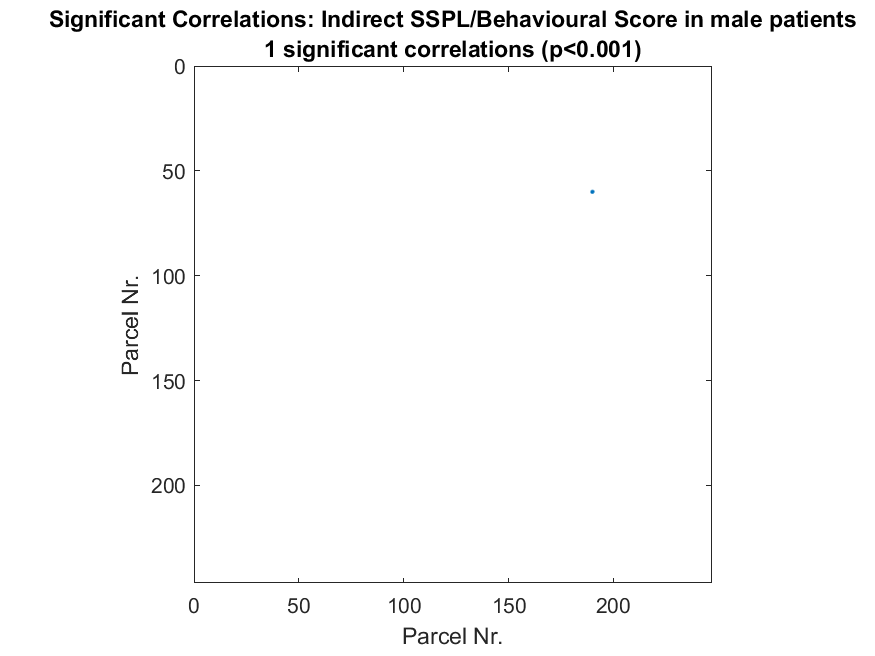 Significant Correlations: Indirect SSPL/Behavioural Score in male patients
1 significant correlations (p<0.001)
0
50
100
150
200
Parcel Nr.
0 50 100 150 200
Parcel Nr.